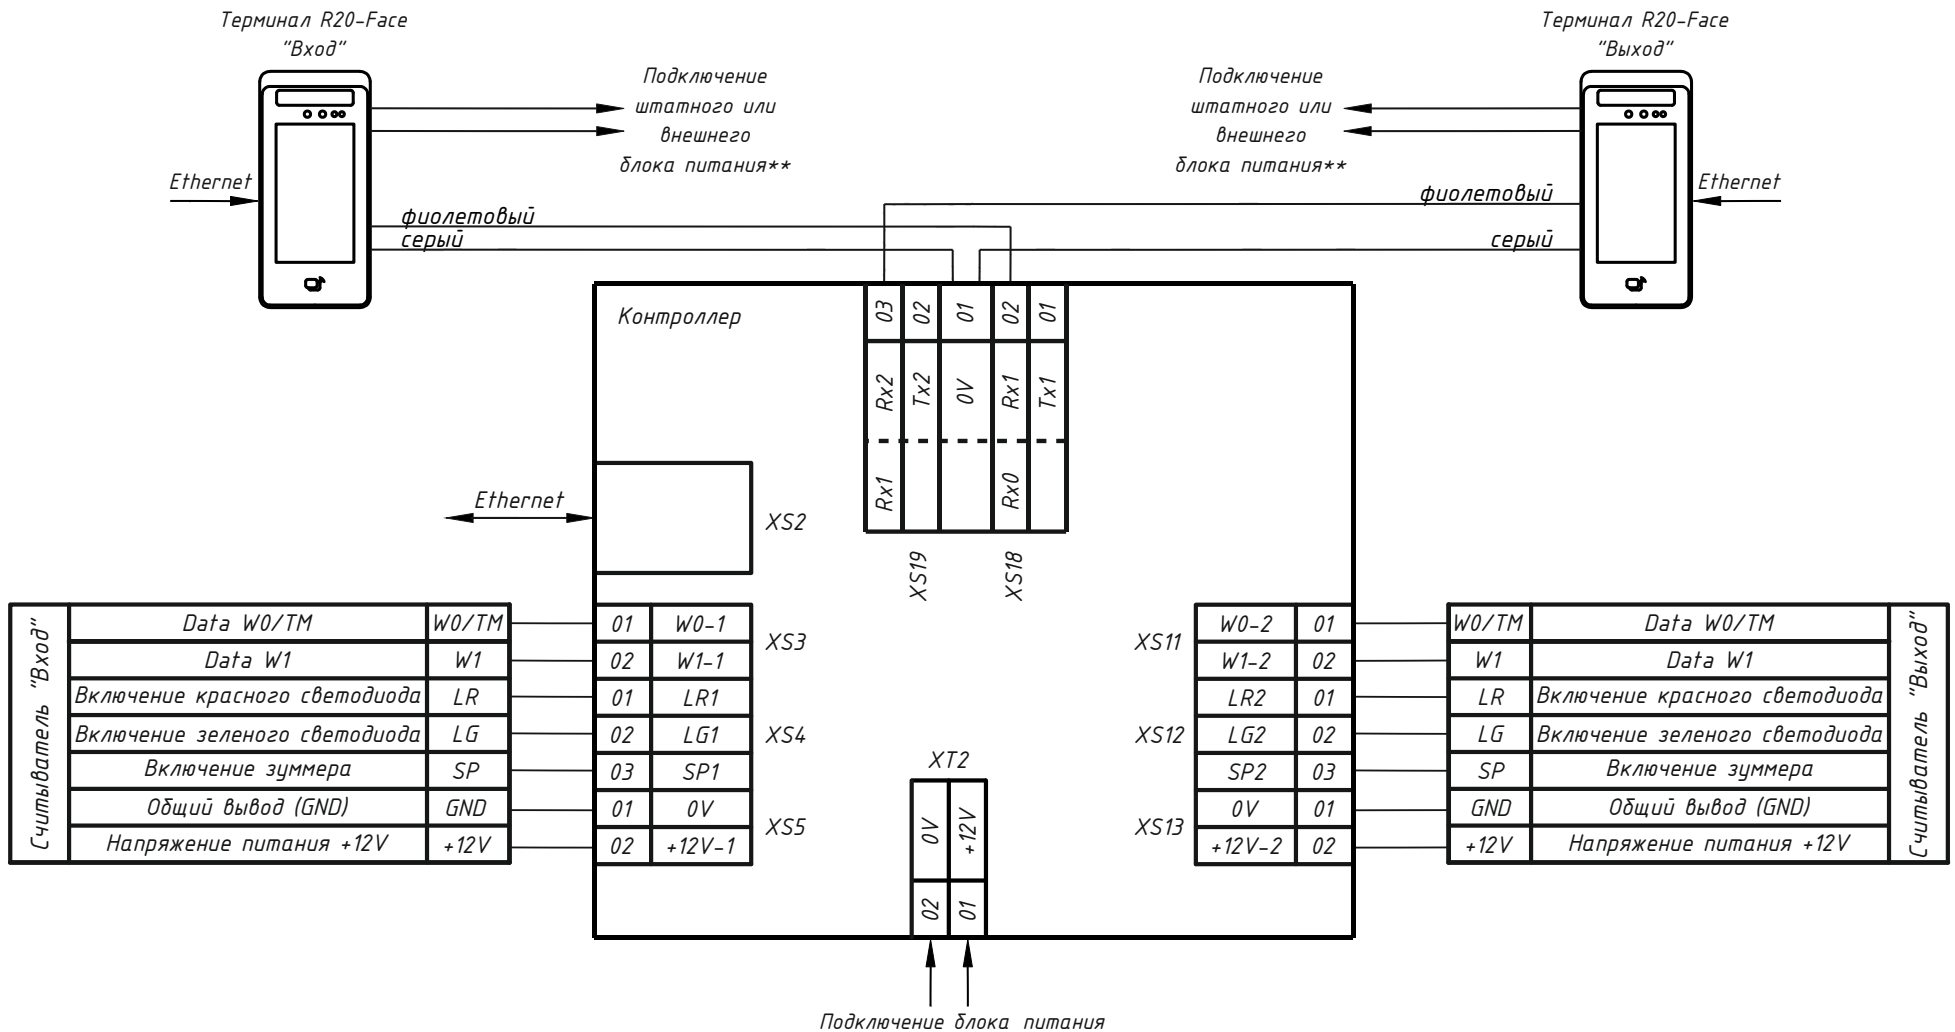 Терминал R20-Face
"Вход"
Терминал R20-Face
"Выход"
Подключение
штатного или
внешнего
блока питания**
Подключение
штатного или
внешнего
блока питания**
Ethernet
Ethernet
фиолетовый
серый
фиолетовый
серый
Контроллер
03 02 01 02 01
Rx2 Tx2 0V Rx1 Tx1
Rx1 Rx0
XS19 XS18
Ethernet
XS2
Считыватель "Вход"
Data W0/TM W0/TM 01 W0-1
Data W1 W1 02 W1-1
XS3
Включение красного светодиода LR 01 LR1
Включение зеленого светодиода LG 02 LG1
XS4
Включение зуммера SP 03 SP1
Общий вывод (GND) GND 01 0V
XS5
Напряжение питания +12V +12V 02 +12V-1
XS11
W0-2 01 W0/TM Data W0/TM
W1-2 02 W1 Data W1
LR2 01 LR Включение красного светодиода
XS12
LG2 02 LG Включение зеленого светодиода
SP2 03 SP Включение зуммера
XS13
0V 01 GND Общий вывод (GND)
+12V-2 02 +12V Напряжение питания +12V
Считыватель "Выход"
XT2
0V +12V
02 01
Подключение блока питания